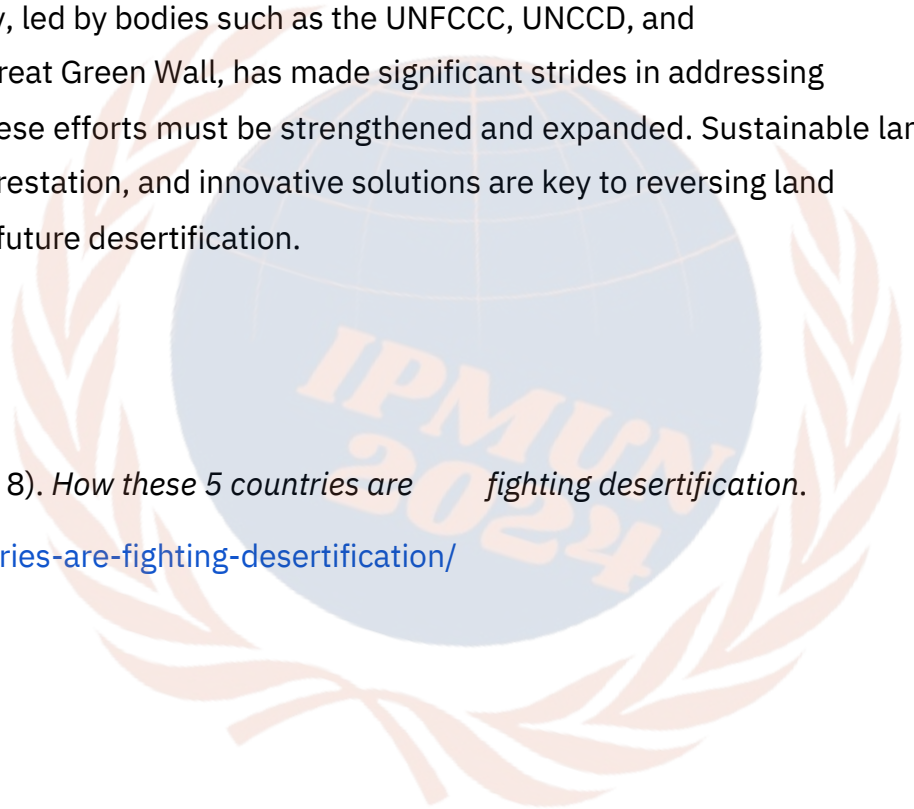 y, led by bodies such as the UNFCCC, UNCCD, and
reat Green Wall, has made significant strides in addressing
ese efforts must be strengthened and expanded. Sustainable lan
restation, and innovative solutions are key to reversing land
future desertification.
IPMUN
2024
8). How these 5 countries are fighting desertification.
ries-are-fighting-desertification/